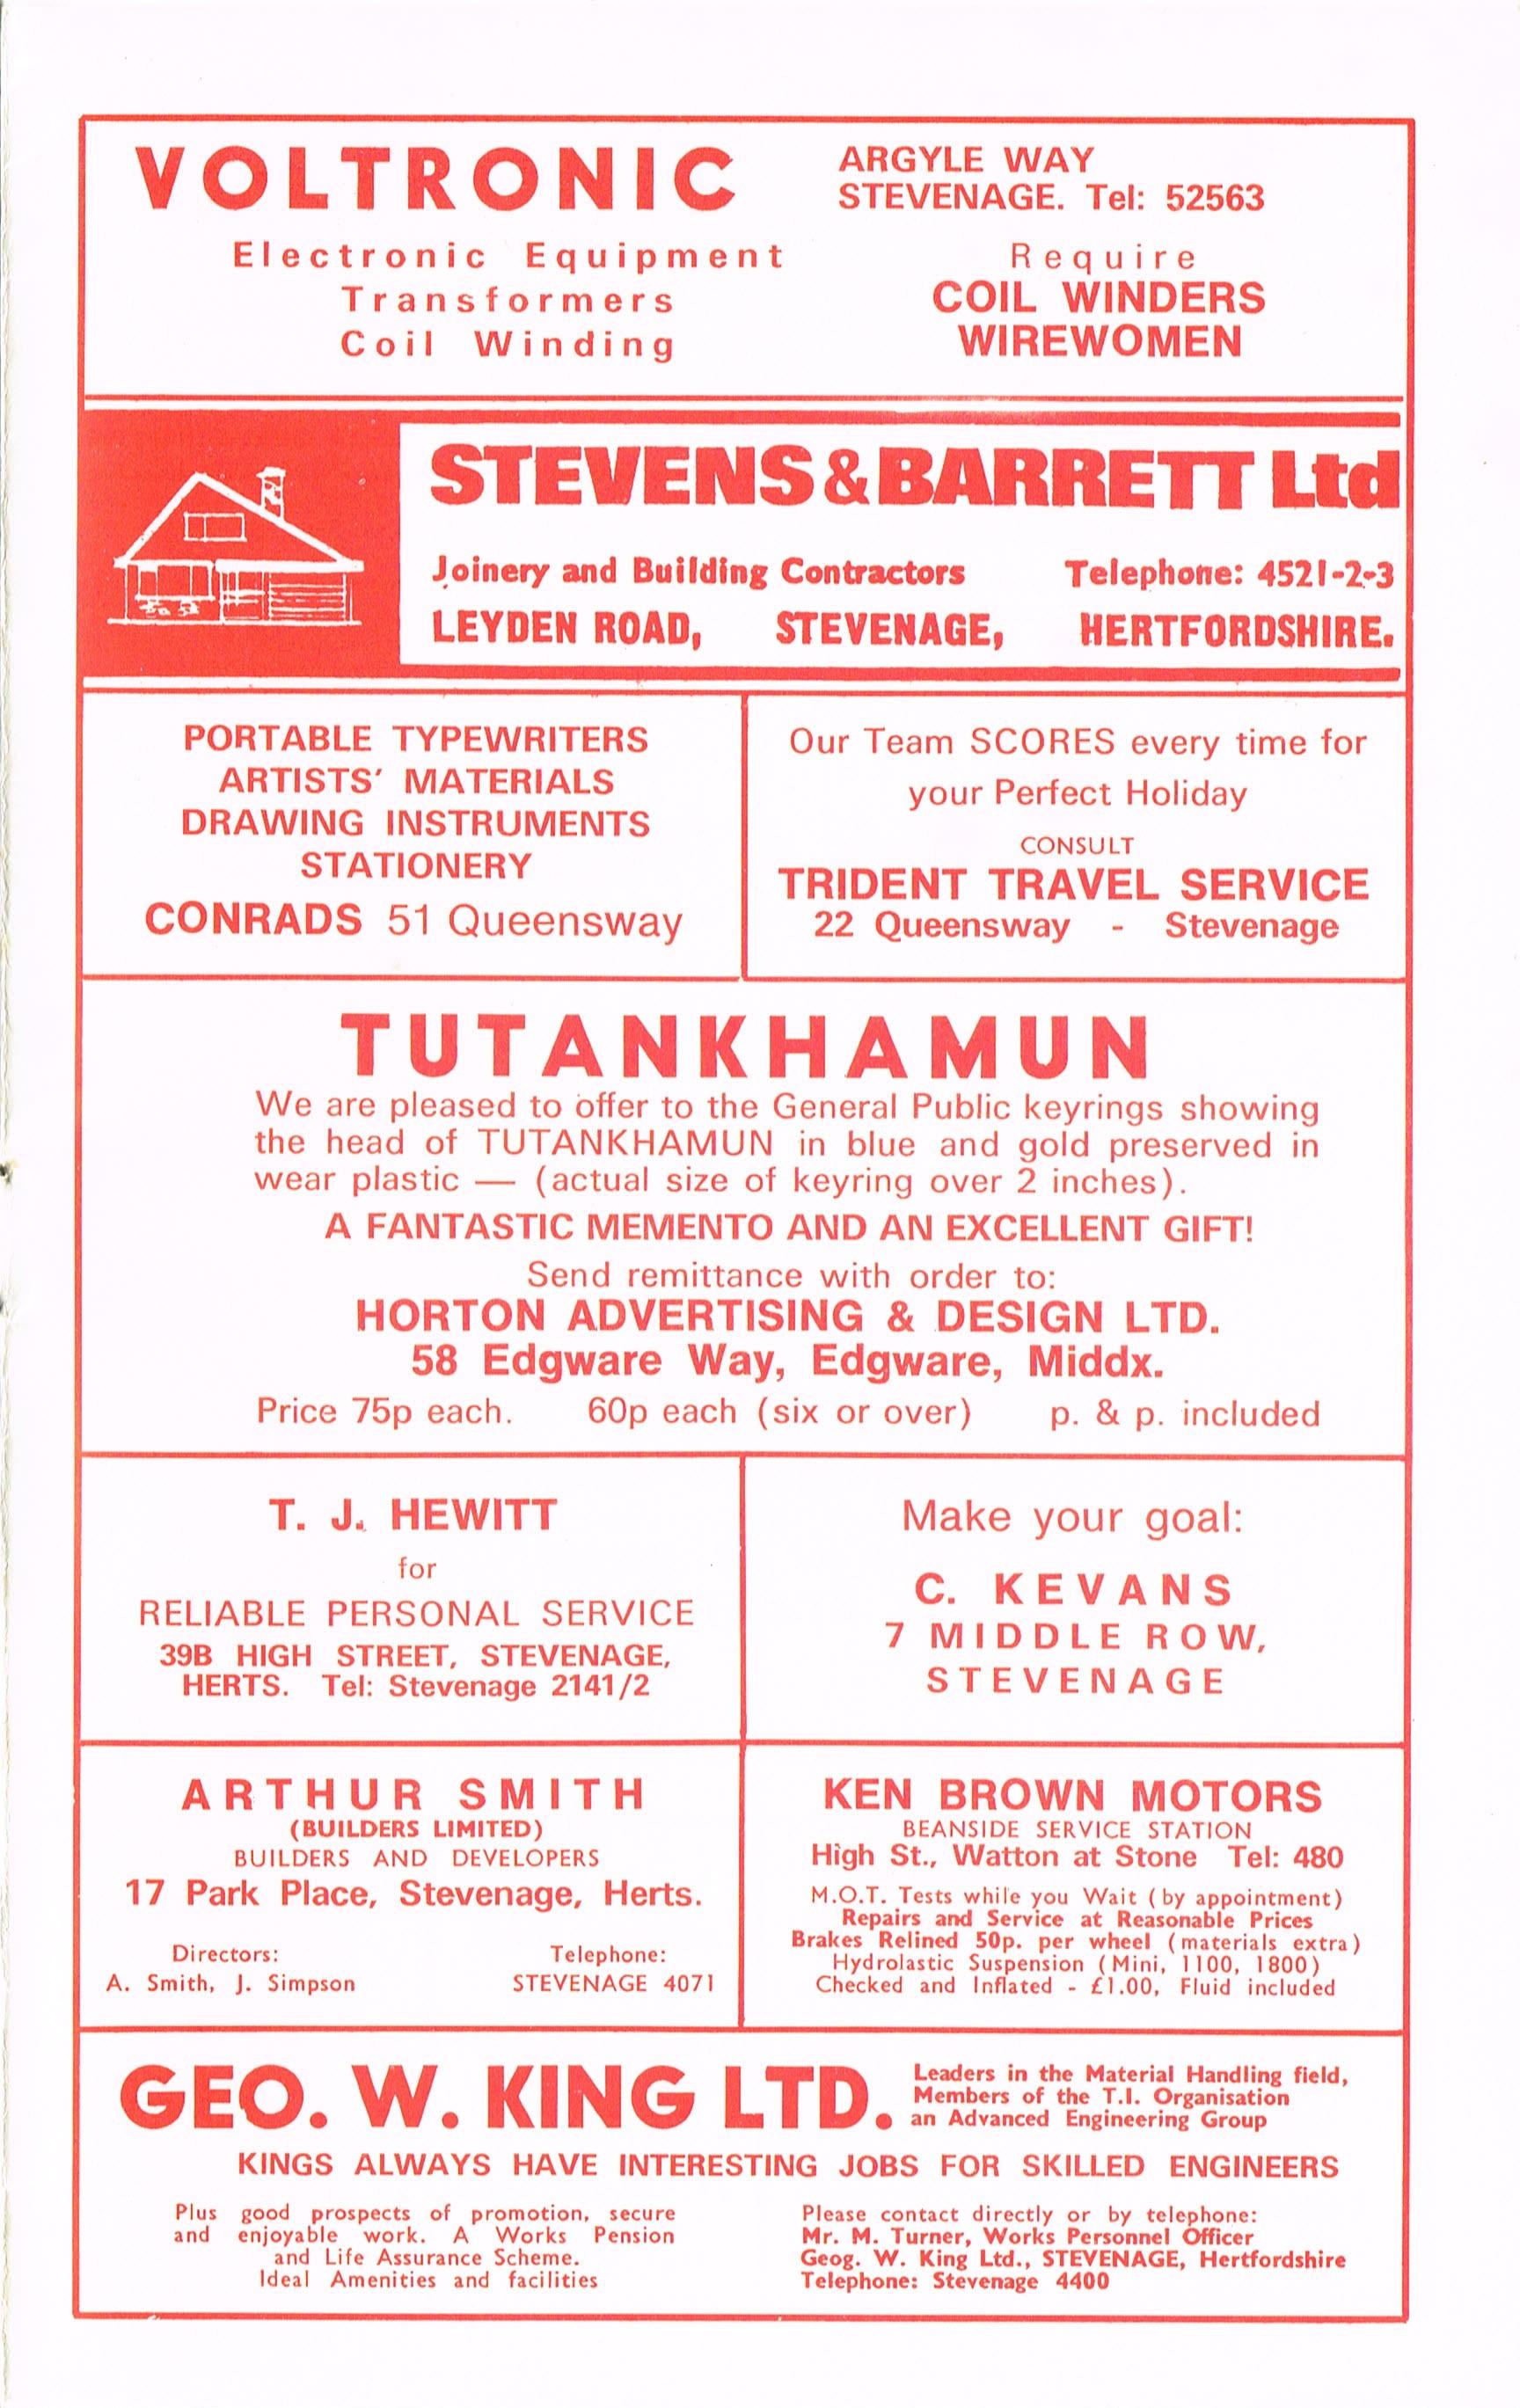 VOLTRONIC
Electronic Equipment
Transformers
Coil Winding
ARGYLE WAY
STEVENAGE. Tel: 52563
Require
COIL WINDERS
WIREWOMEN
STEVENS & BARRETT Ltd
Joinery and Building Contractors Telephone: 4521-2-3
LEYDEN ROAD, STEVENAGE, HERTFORDSHIRE.
PORTABLE TYPEWRITERS
ARTISTS' MATERIALS
DRAWING INSTRUMENTS
STATIONERY
CONRADS 51 Queensway
Our Team SCORES every time for
your Perfect Holiday
CONSULT
TRIDENT TRAVEL SERVICE
22 Queensway - Stevenage
TUTANKHAMUN
We are pleased to offer to the General Public keyrings showing
the head of TUTANKHAMUN in blue and gold preserved in
wear plastic — (actual size of keyring over 2 inches).
A FANTASTIC MEMENTO AND AN EXCELLENT GIFT!
Send remittance with order to:
HORTON ADVERTISING & DESIGN LTD.
58 Edgware Way, Edgware, Middx.
Price 75p each. 60p each (six or over) p. & p. included
T. J. HEWITT
for
RELIABLE PERSONAL SERVICE
39B HIGH STREET, STEVENAGE,
HERTS. Tel: Stevenage 2141/2
Make your goal:
C. KEVANS
7 MIDDLE ROW,
STEVENAGE
ARTHUR SMITH
(BUILDERS LIMITED)
BUILDERS AND DEVELOPERS
17 Park Place, Stevenage, Herts.
Directors: Telephone:
A. Smith, J. Simpson STEVENAGE 4071
KEN BROWN MOTORS
BEANSIDE SERVICE STATION
High St., Watton at Stone Tel: 480
M.O.T. Tests while you Wait (by appointment)
Repairs and Service at Reasonable Prices
Brakes Relined 50p. per wheel (materials extra)
Hydrolastic Suspension (Mini, 1100, 1800)
Checked and Inflated - £1.00, Fluid included
GEO. W. KING LTD.
Leaders in the Material Handling field,
Members of the T.I. Organisation
an Advanced Engineering Group
KINGS ALWAYS HAVE INTERESTING JOBS FOR SKILLED ENGINEERS
Plus good prospects of promotion, secure
and enjoyable work. A Works Pension
and Life Assurance Scheme.
Ideal Amenities and facilities
Please contact directly or by telephone:
Mr. M. Turner, Works Personnel Officer
Geog. W. King Ltd., STEVENAGE, Hertfordshire
Telephone: Stevenage 4400